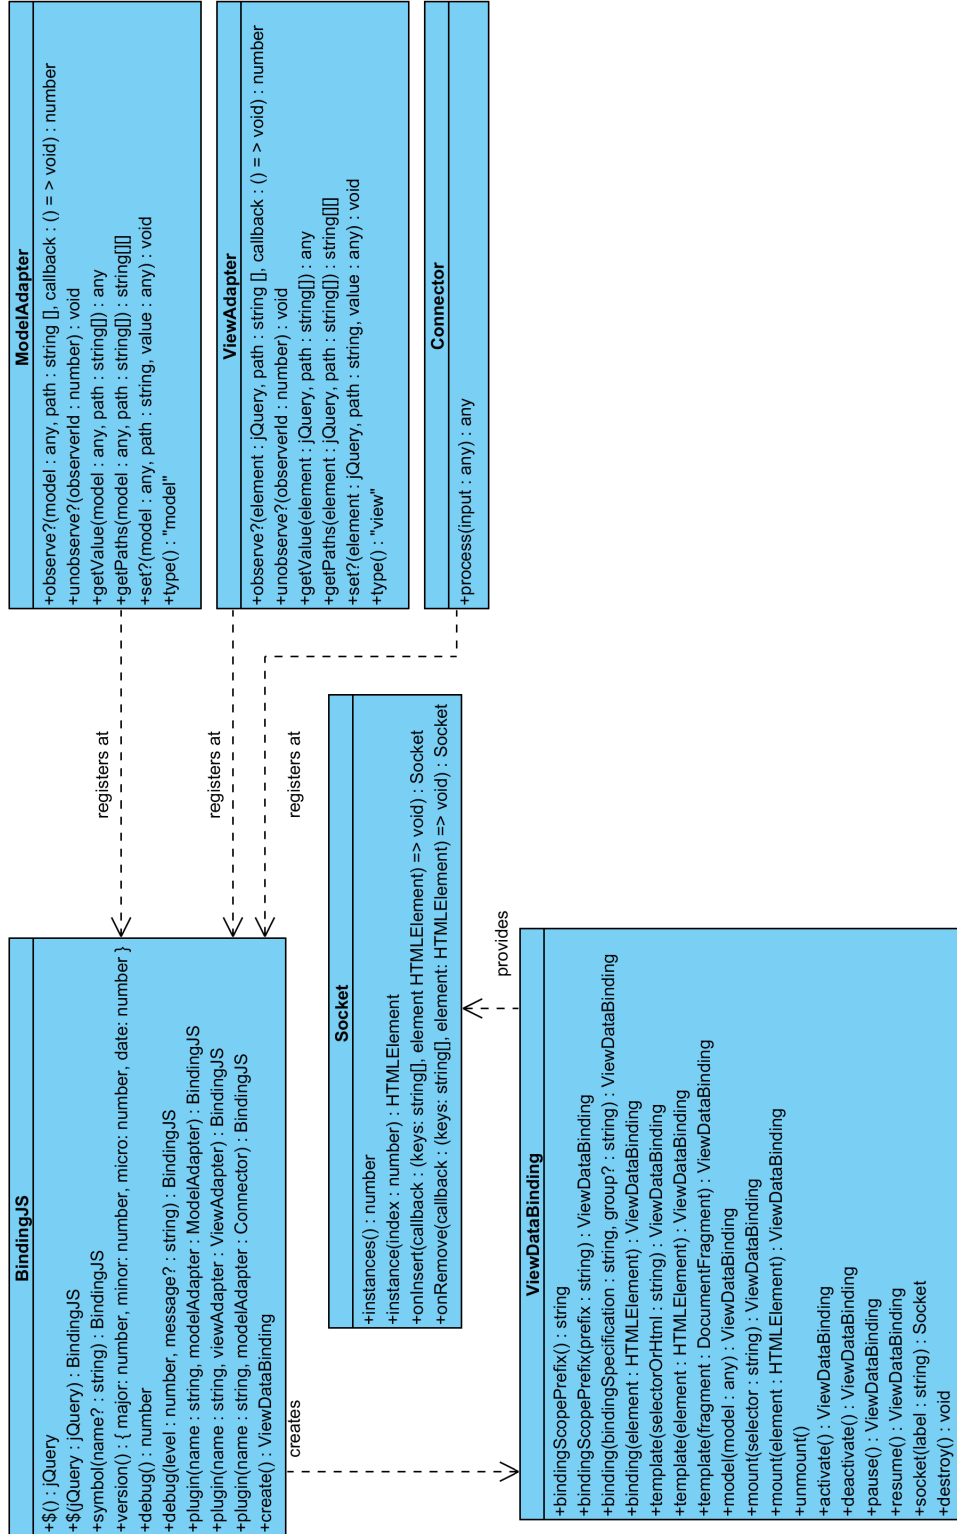 BindingJS
+$() : jQuery
+$(jQuery : jQuery) : BindingJS
+symbol(name? : string) : BindingJS
+version() : { major: number, minor: number, micro: number, date: number }
+debug() : number
+debug(level : number, message? : string) : BindingJS
+plugin(name : string, modelAdapter : ModelAdapter) : BindingJS
+plugin(name : string, viewAdapter : ViewAdapter) : BindingJS
+plugin(name : string, modelAdapter : Connector) : BindingJS
+create() : ViewDataBinding
registers at
registers at
registers at
ModelAdapter
+observe?(model : any, path : string [], callback : () = > void) : number
+unobserve?(observerId : number) : void
+getValue(model : any, path : string[]) : any
+getPaths(model : any, path : string[]) : string[][]
+set?(model : any, path : string, value : any) : void
+type() : "model"
ViewAdapter
+observe?(element : jQuery, path : string [], callback : () = > void) : number
+unobserve?(observerId : number) : void
+getValue(element : jQuery, path : string[]) : any
+getPaths(element : jQuery, path : string[]) : string[][]
+set?(element : jQuery, path : string, value : any) : void
+type() : "view"
Connector
+process(input : any) : any
creates
Socket
+instances() : number
+instance(index : number) : HTMLElement
+onInsert(callback : (keys: string[], element HTMLElement) => void) : Socket
+onRemove(callback : (keys: string[], element: HTMLElement) => void) : Socket
provides
ViewDataBinding
+bindingScopePrefix() : string
+bindingScopePrefix(prefix : string) : ViewDataBinding
+binding(bindingSpecification : string, group? : string) : ViewDataBinding
+binding(element : HTMLElement) : ViewDataBinding
+template(selectorOrHtml : string) : ViewDataBinding
+template(element : HTMLElement) : ViewDataBinding
+template(fragment : DocumentFragment) : ViewDataBinding
+model(model : any) : ViewDataBinding
+mount(selector : string) : ViewDataBinding
+mount(element : HTMLElement) : ViewDataBinding
+unmount()
+activate() : ViewDataBinding
+deactivate() : ViewDataBinding
+pause() : ViewDataBinding
+resume() : ViewDataBinding
+socket(label : string) : Socket
+destroy() : void